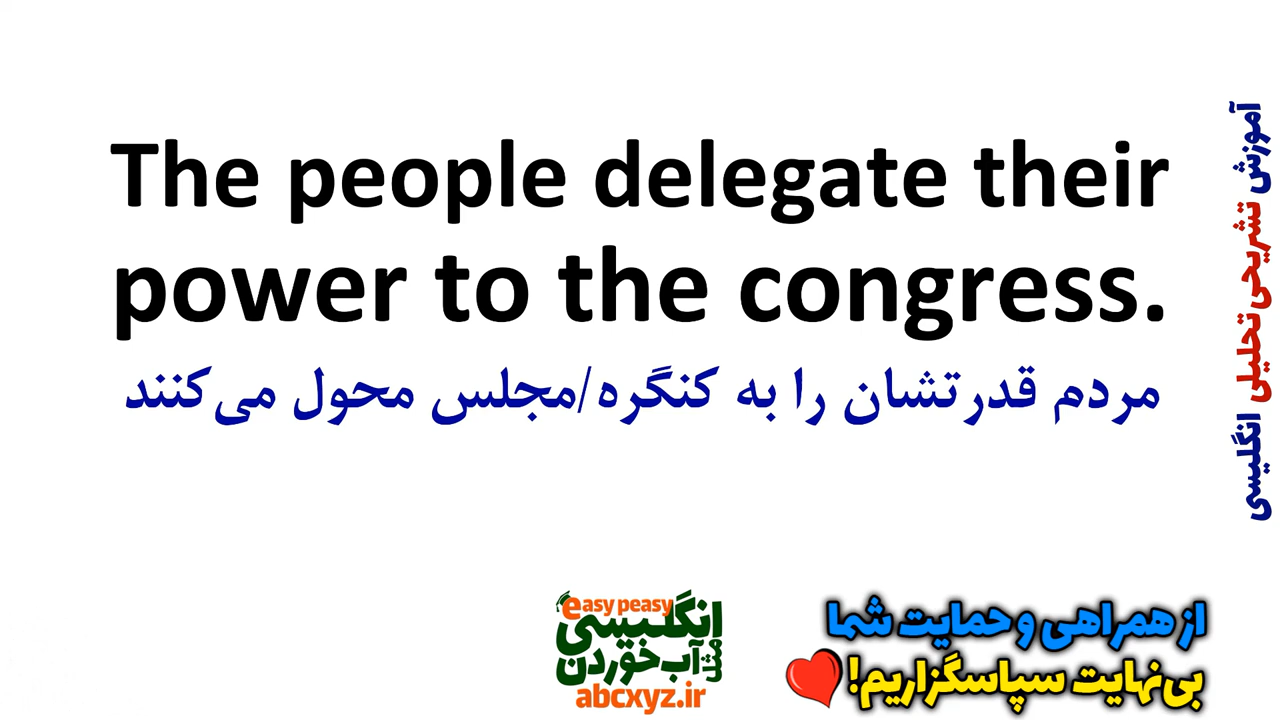 The people delegate their
power to the congress.
مردم قدرتشان را به کنگره/مجلس محول می‌کنند
آموزش تشریحی تحلیلی انگلیسی
easy peasy
انگلیسی
مثل
آب خوردن
abcxyz.ir
از همراهی و حمایت شما
بی‌نهایت سپاسگزاریم!